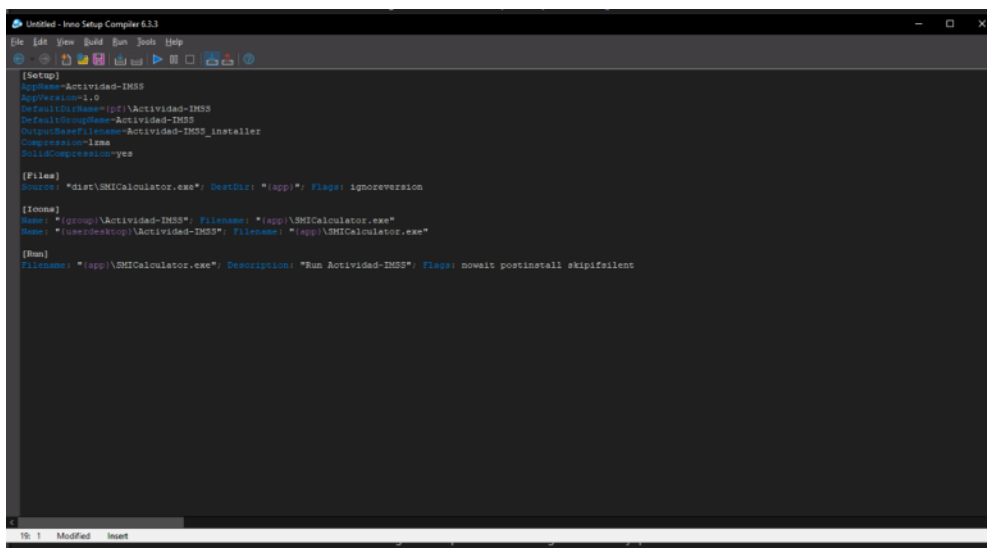 Untitled - Inno Setup Compiler 6.3.3
File Edit View Build Run Tools Help
[Setup]
AppName=Actividad-IMSS
AppVersion=1.0
DefaultDirName={pf}\Actividad-IMSS
DefaultGroupName=Actividad-IMSS
OutputBaseFilename=Actividad-IMSS_installer
Compression=lzma
SolidCompression=yes
[Files]
Source: "dist\SMICalculator.exe"; DestDir: "{app}"; Flags: ignoreversion
[Icons]
Name: "{group}\Actividad-IMSS"; Filename: "{app}\SMICalculator.exe"
Name: "{userdesktop}\Actividad-IMSS"; Filename: "{app}\SMICalculator.exe"
[Run]
Filename: "{app}\SMICalculator.exe"; Description: "Run Actividad-IMSS"; Flags: nowait postinstall skipifsilent
19: 1 Modified Insert